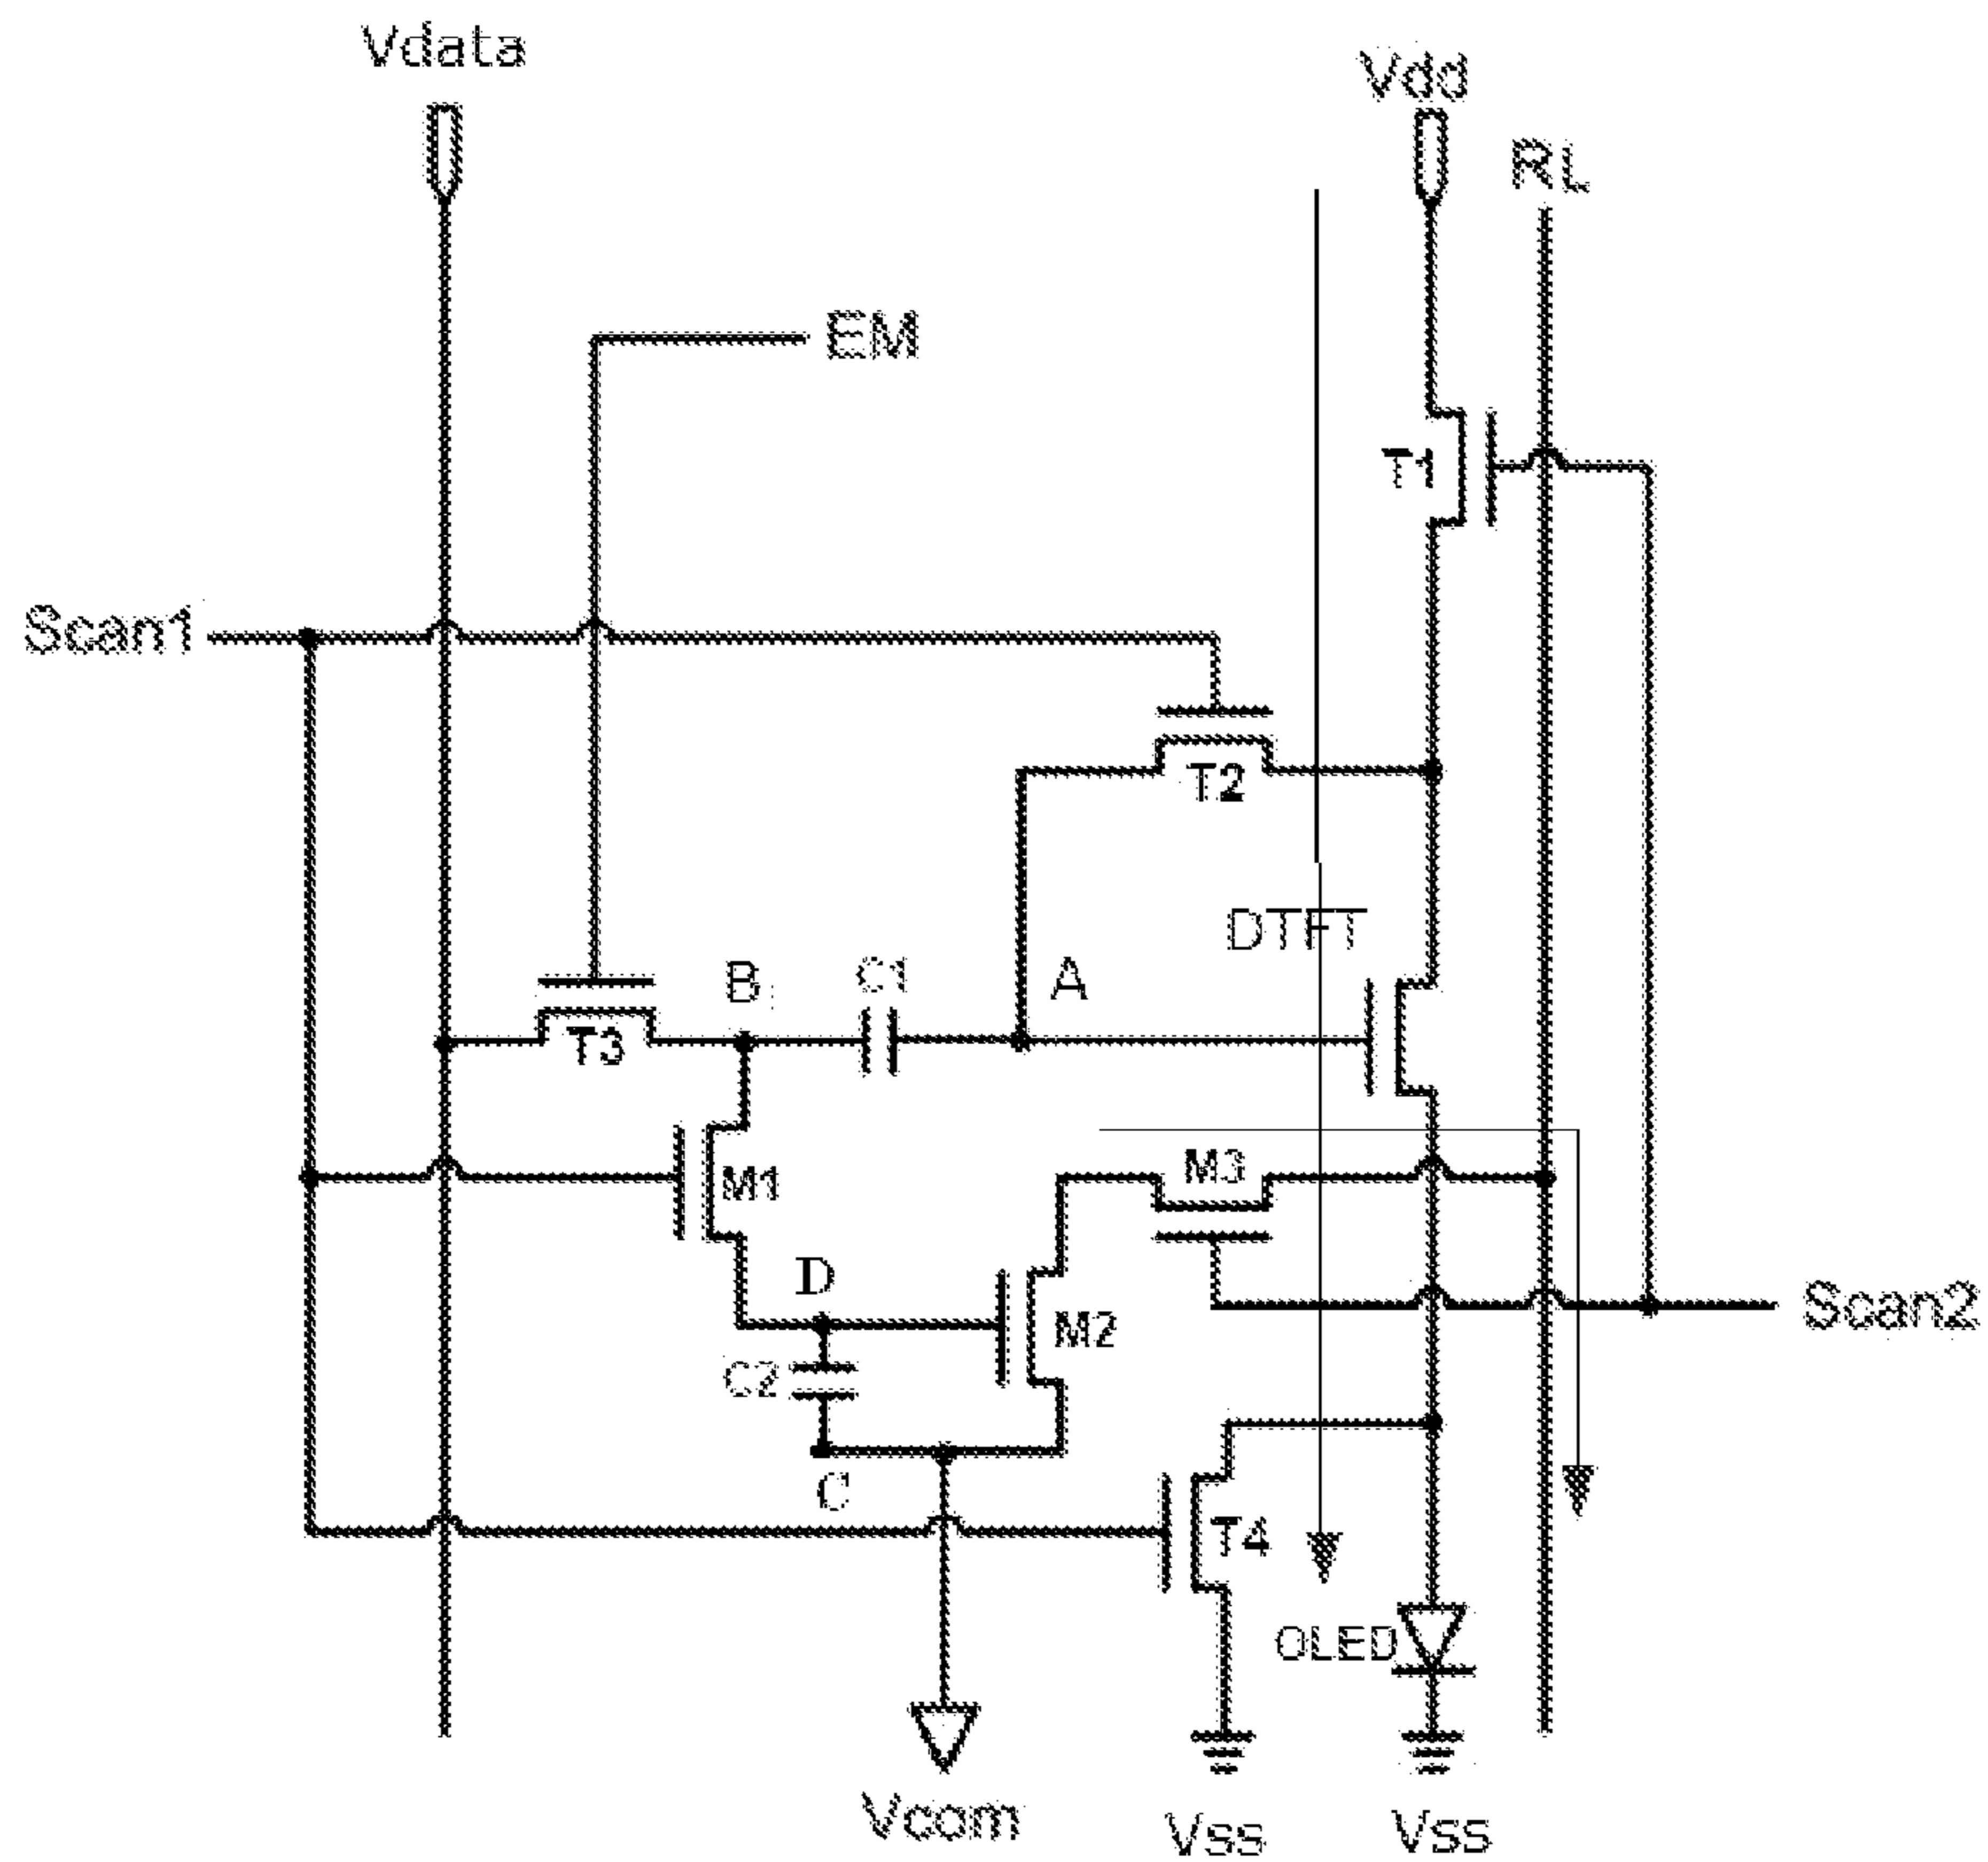 Vdata
Vdd
RL
EM
T1
Scan1
T2
DTFT
B
C1
A
T3
M3
M1
D
M2
Scan2
C2
C
T4
OLED
Vcom
Vss
Vss